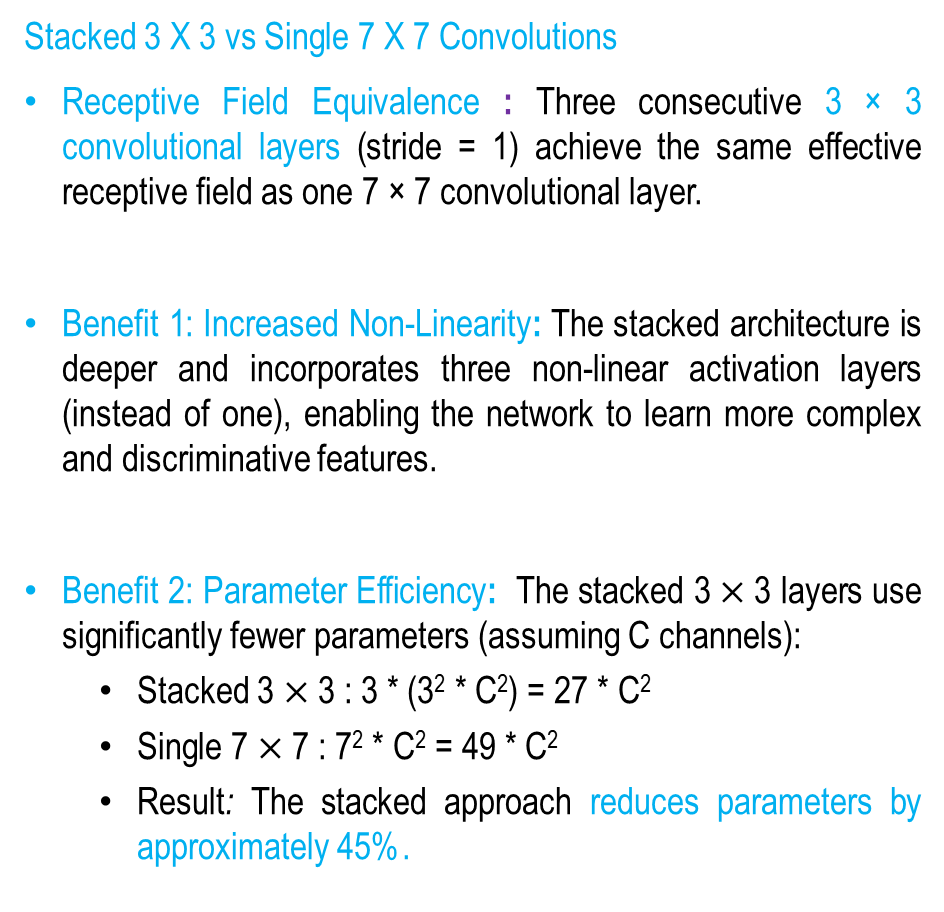 Stacked 3 X 3 vs Single 7 X 7 Convolutions
• Receptive Field Equivalence : Three consecutive 3 × 3
convolutional layers (stride = 1) achieve the same effective
receptive field as one 7 × 7 convolutional layer.
• Benefit 1: Increased Non-Linearity: The stacked architecture is
deeper and incorporates three non-linear activation layers
(instead of one), enabling the network to learn more complex
and discriminative features.
• Benefit 2: Parameter Efficiency: The stacked 3 × 3 layers use
significantly fewer parameters (assuming C channels):
• Stacked 3 × 3 : 3 * (3² * C²) = 27 * C²
• Single 7 × 7 : 7² * C² = 49 * C²
• Result: The stacked approach reduces parameters by
approximately 45% .